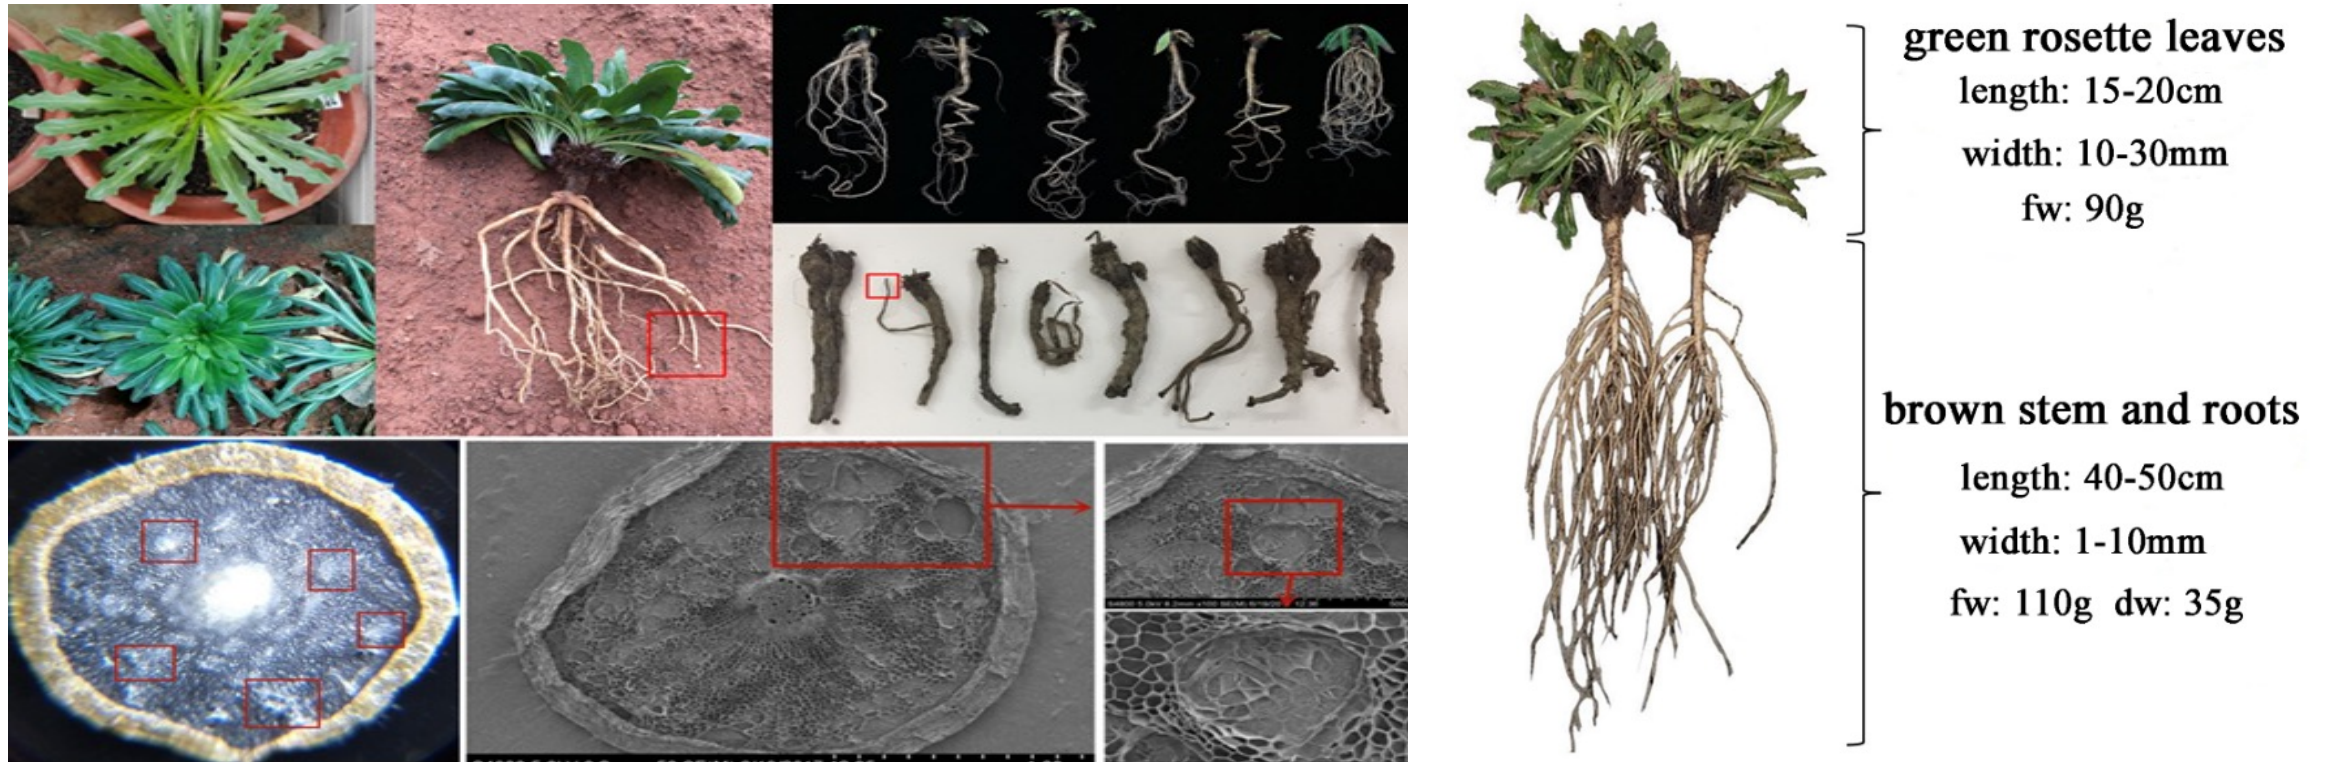 green rosette leaves
length: 15-20cm
width: 10-30mm
fw: 90g
brown stem and roots
length: 40-50cm
width: 1-10mm
fw: 110g dw: 35g